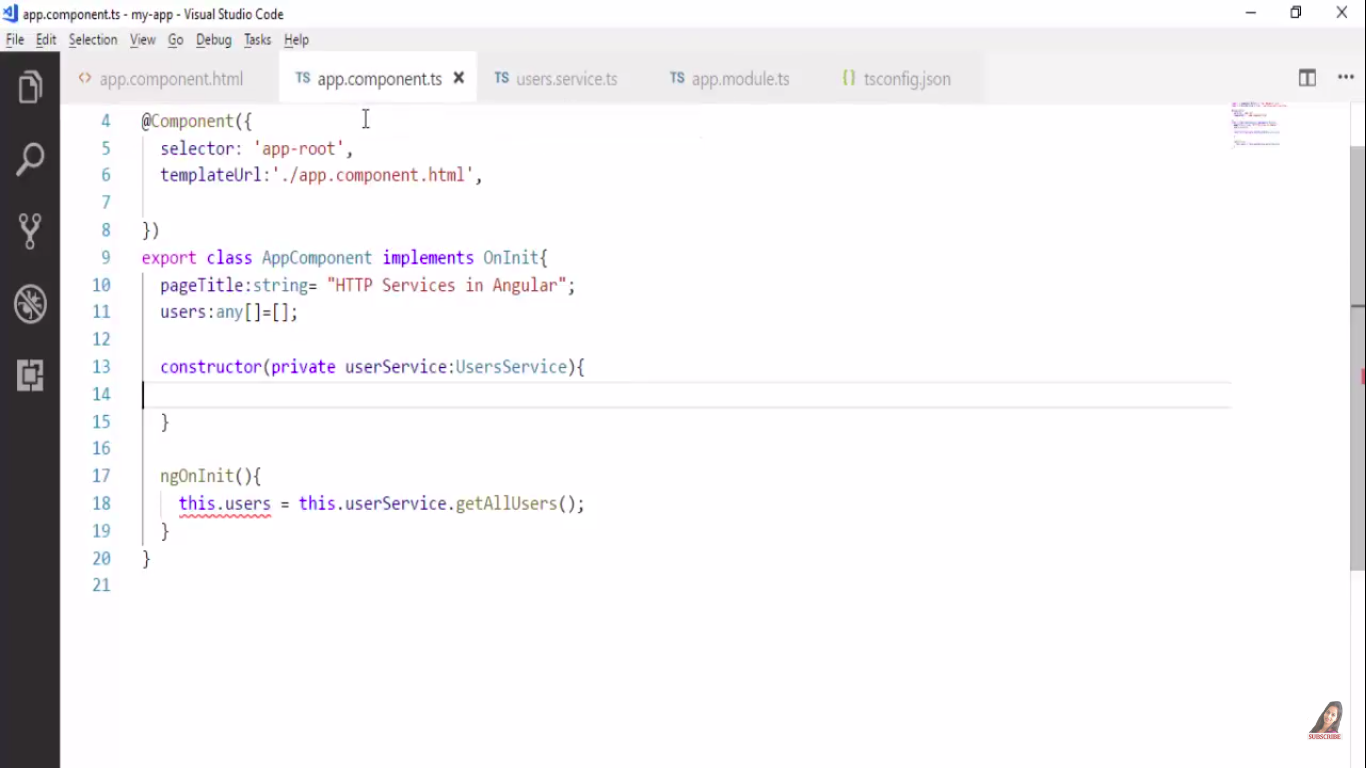 app.component.ts - my-app - Visual Studio Code
File Edit Selection View Go Debug Tasks Help
app.component.html TS app.component.ts TS users.service.ts TS app.module.ts {} tsconfig.json
4 @Component({
5 selector: 'app-root',
6 templateUrl:'./app.component.html',
7
8 })
9 export class AppComponent implements OnInit{
10 pageTitle:string= "HTTP Services in Angular";
11 users:any[]=[];
12
13 constructor(private userService:UsersService){
14
15 }
16
17 ngOnInit(){
18 this.users = this.userService.getAllUsers();
19 }
20 }
21
SUBSCRIBE